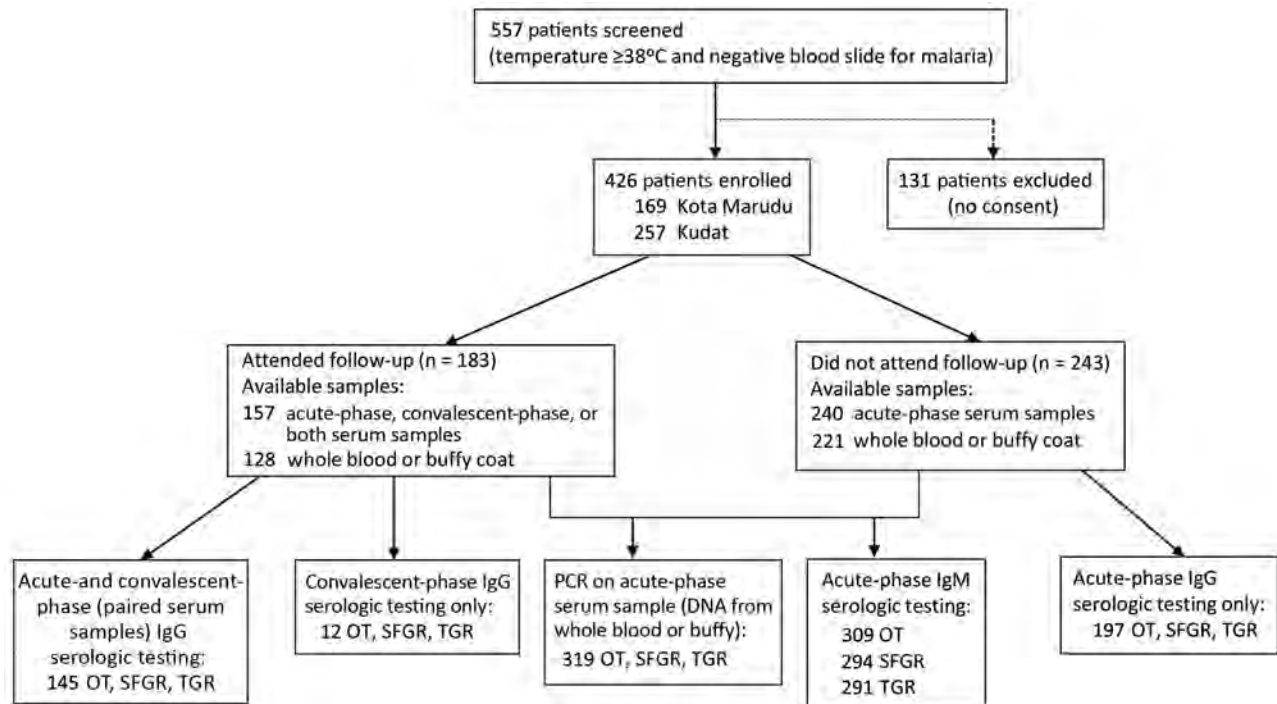 557 patients screened
(temperature ≥38ºC and negative blood slide for malaria)
426 patients enrolled
169 Kota Marudu
257 Kudat
131 patients excluded
(no consent)
Attended follow-up (n = 183)
Available samples:
157 acute-phase, convalescent-phase, or
both serum samples
128 whole blood or buffy coat
Did not attend follow-up (n = 243)
Available samples:
240 acute-phase serum samples
221 whole blood or buffy coat
Acute-and convalescent-
phase (paired serum
samples) IgG
serologic testing:
145 OT, SFGR, TGR
Convalescent-phase IgG
serologic testing only:
12 OT, SFGR, TGR
PCR on acute-phase
serum sample (DNA from
whole blood or buffy):
319 OT, SFGR, TGR
Acute-phase IgM
serologic testing:
309 OT
294 SFGR
291 TGR
Acute-phase IgG
serologic testing only:
197 OT, SFGR, TGR